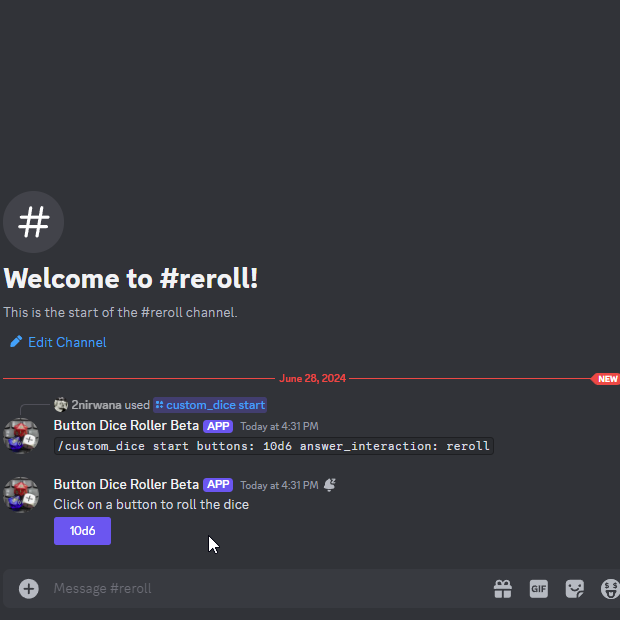 Welcome to #reroll!
This is the start of the #reroll channel.
Edit Channel
June 28, 2024
NEW
2nirwana used custom_dice start
Button Dice Roller Beta APP Today at 4:31 PM
/custom_dice start buttons: 10d6 answer_interaction: reroll
Button Dice Roller Beta APP Today at 4:31 PM
Click on a button to roll the dice
10d6
Message #reroll
GIF